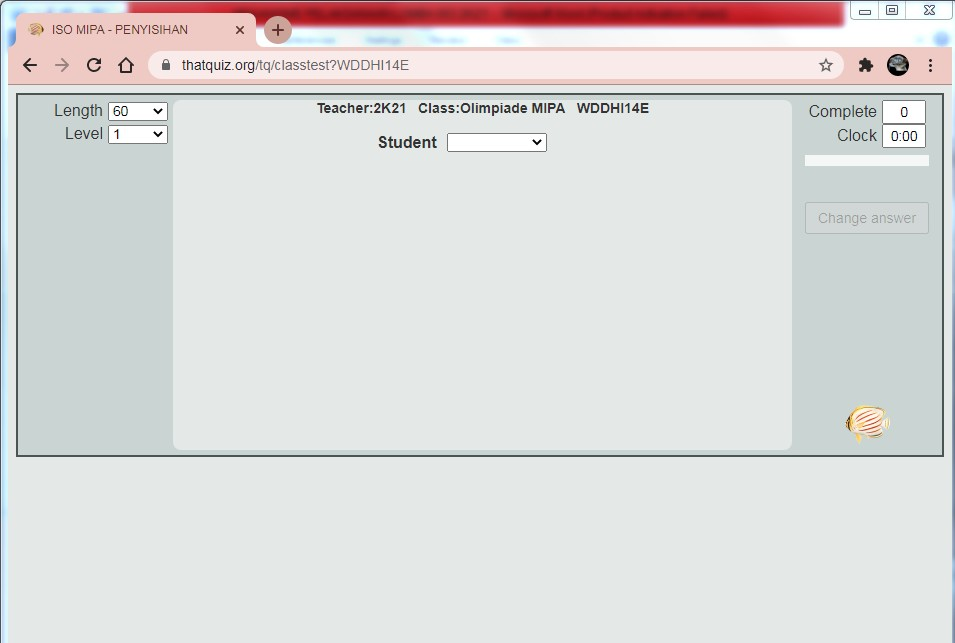 ISO MIPA - PENYISIHAN
thatquiz.org/tq/classtest?WDDHI14E
Length 60
Level 1
Teacher:2K21 Class:Olimpiade MIPA WDDHI14E
Student
Complete 0
Clock 0:00
Change answer